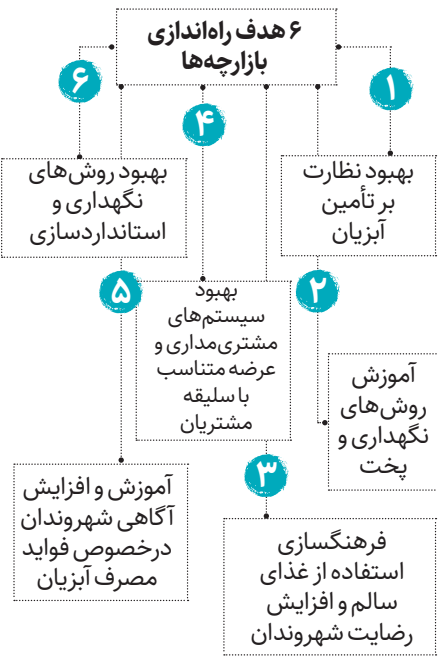 ۶ هدف راه‌اندازی
بازارچه‌ها
۱
بهبود نظارت
بر تأمین
آبزیان
۲
آموزش
روش‌های
نگهداری و
پخت
۳
فرهنگسازی
استفاده از غذای
سالم و افزایش
رضایت شهروندان
۴
بهبود
سیستم‌های
مشتری‌مداری و
عرضه متناسب
با سلیقه
مشتریان
۵
آموزش و افزایش
آگاهی شهروندان
درخصوص فواید
مصرف آبزیان
۶
بهبود روش‌های
نگهداری و
استانداردسازی